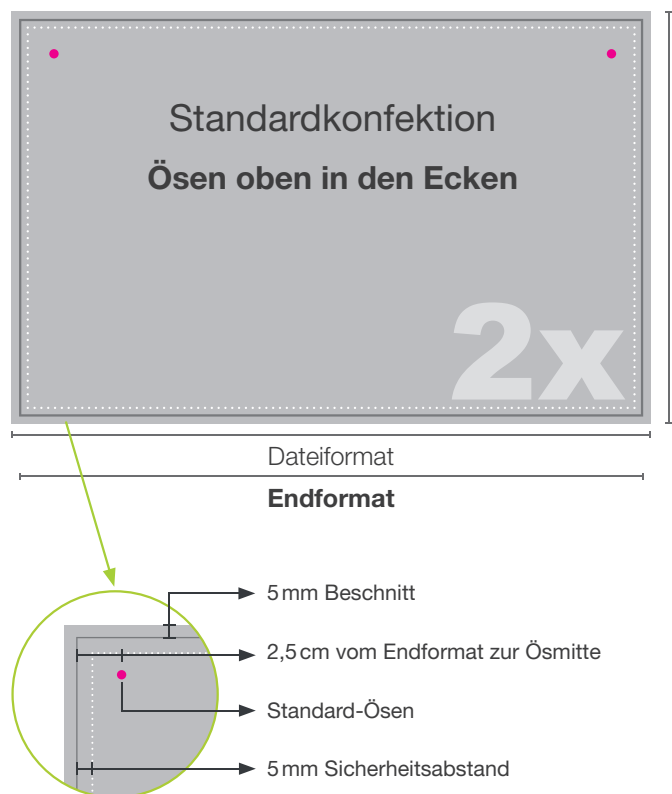 Standardkonfektion
Ösen oben in den Ecken
2x
Dateiformat
Endformat
5 mm Beschnitt
2,5 cm vom Endformat zur Ösmitte
Standard-Ösen
5 mm Sicherheitsabstand